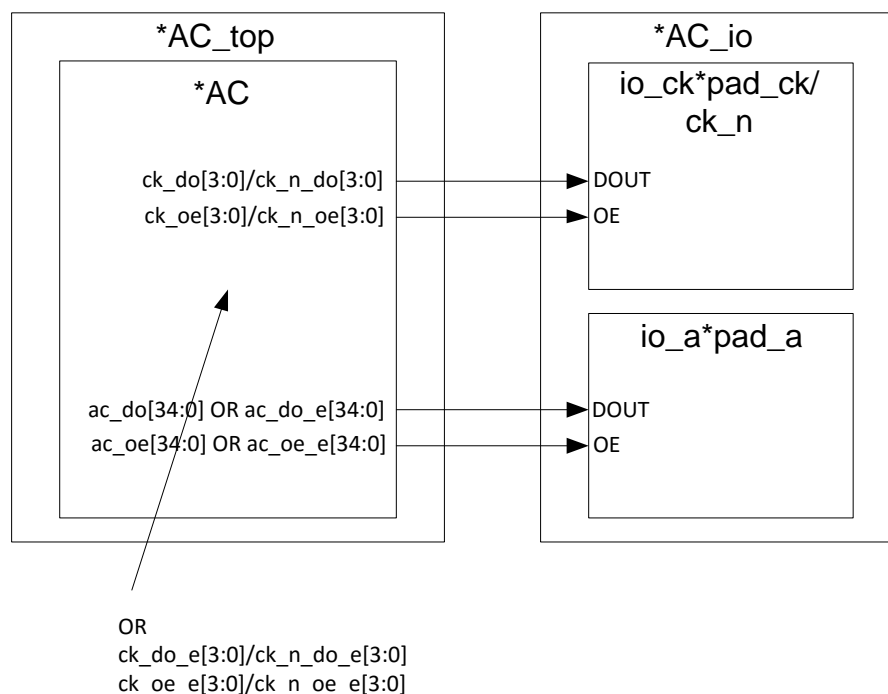 *AC_top
*AC
ck_do[3:0]/ck_n_do[3:0]
ck_oe[3:0]/ck_n_oe[3:0]
ac_do[34:0] OR ac_do_e[34:0]
ac_oe[34:0] OR ac_oe_e[34:0]
*AC_io
io_ck*pad_ck/
ck_n
DOUT
OE
io_a*pad_a
DOUT
OE
OR
ck_do_e[3:0]/ck_n_do_e[3:0]
ck_oe_e[3:0]/ck_n_oe_e[3:0]